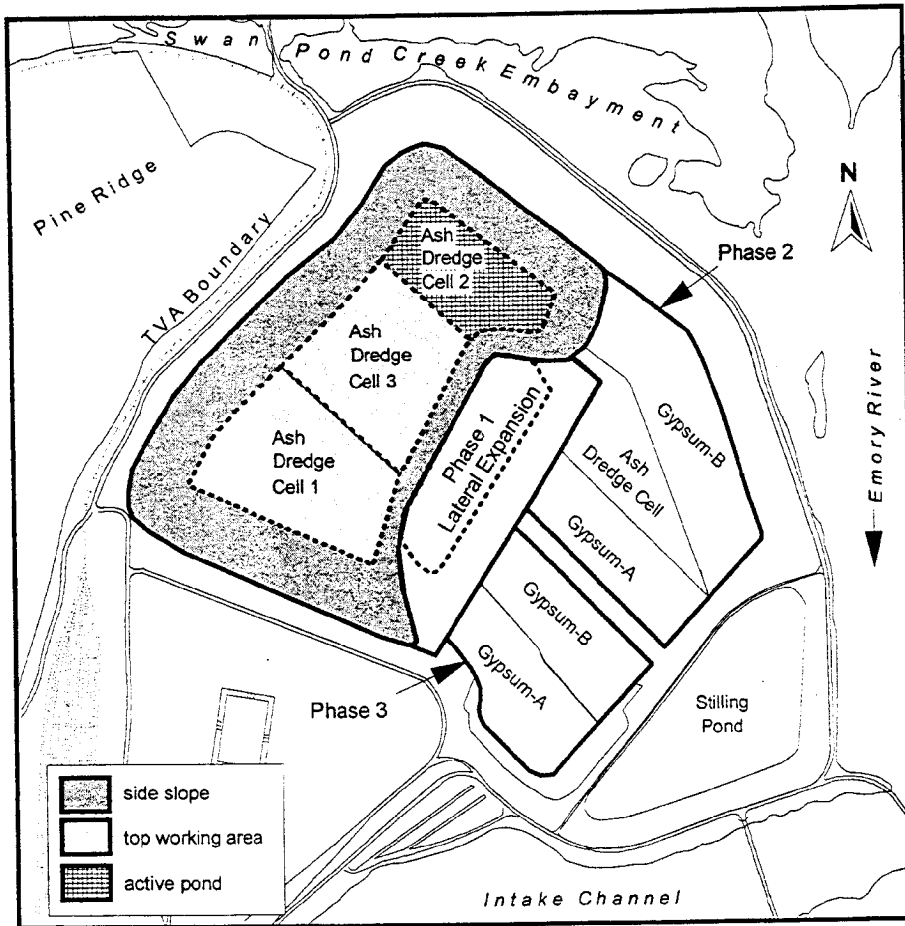 Swan Pond Creek Embayment
Pine Ridge
TVA Boundary
N
Phase 2
Emory River
Ash
Dredge
Cell 2
Ash
Dredge
Cell 3
Ash
Dredge
Cell 1
Phase 1
Lateral Expansion
Gypsum-B
Ash
Dredge Cell
Gypsum-A
Gypsum-B
Gypsum-A
Phase 3
Stilling
Pond
side slope
top working area
active pond
Intake Channel